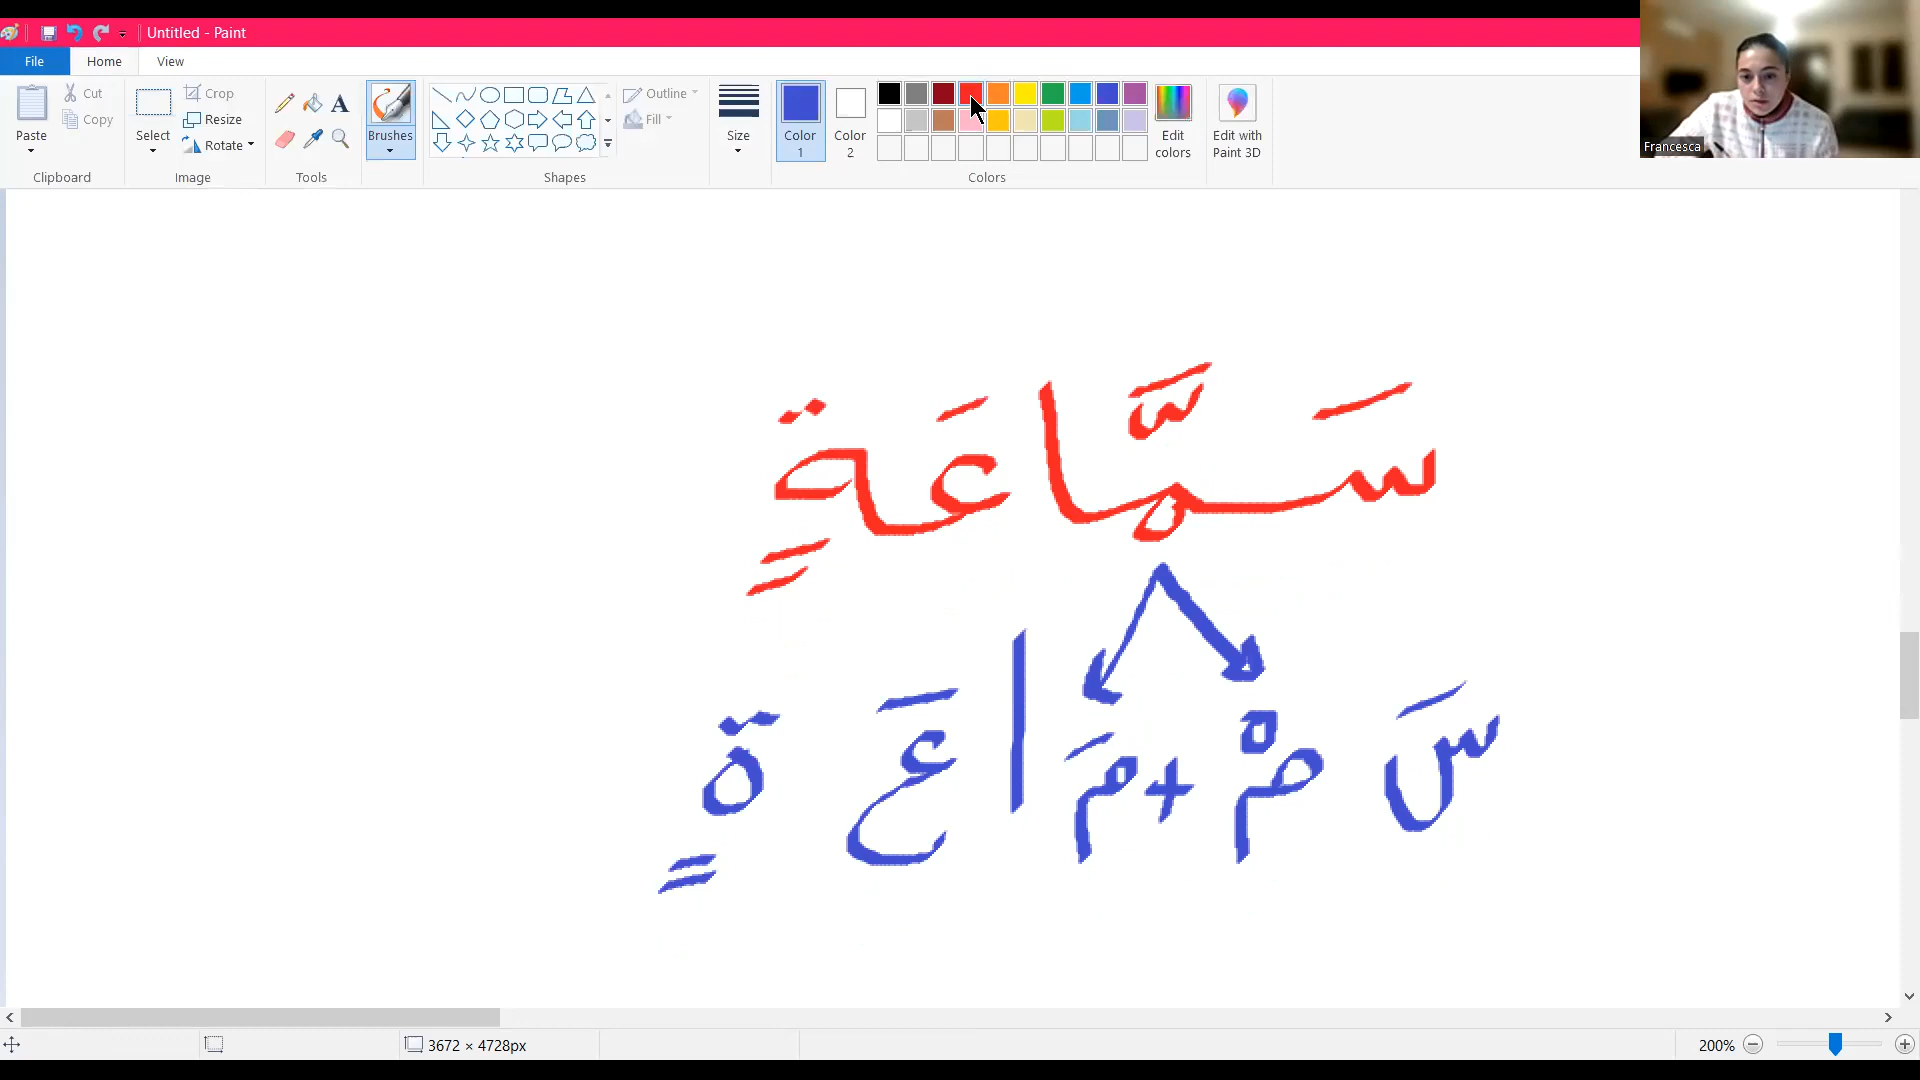 Untitled - Paint
File Home View
Paste Cut Copy Clipboard
Select Crop Resize Rotate Image
Tools
Brushes
Shapes Outline Fill
Size
Color 1 Color 2
Edit colors
Edit with Paint 3D
Colors
Francesca
سَمَّاعَةٍ
سَ مْ + مَ ا عَ ةٍ
3672 × 4728px
200%